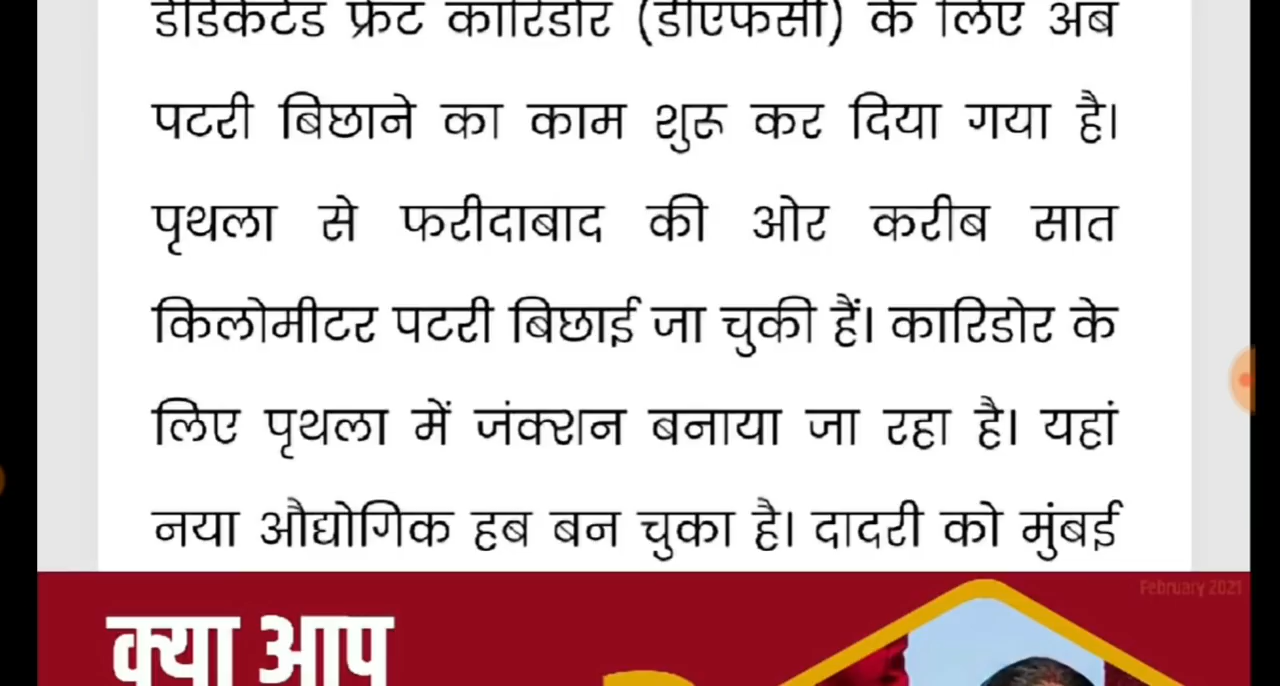 डेडिकेटेड फ्रेट कारिडोर (डीएफसी) के लिए अब
पटरी बिछाने का काम शुरू कर दिया गया है।
पृथला से फरीदाबाद की ओर करीब सात
किलोमीटर पटरी बिछाई जा चुकी हैं। कारिडोर के
लिए पृथला में जंक्शन बनाया जा रहा है। यहां
नया औद्योगिक हब बन चुका है। दादरी को मुंबई
February 2021
क्या आप